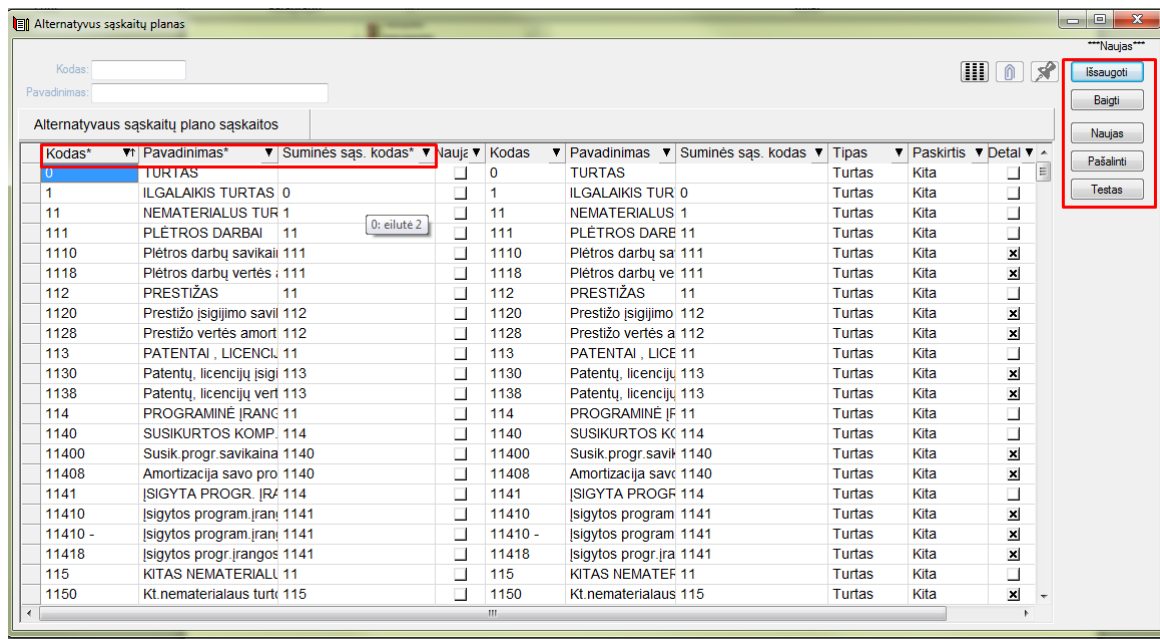 Alternatyvus sąskaitų planas
***Naujas***
Kodas:
Pavadinimas:
Išsaugoti
Baigti
Naujas
Pašalinti
Testas
Alternatyvaus sąskaitų plano sąskaitos
Kodas* Pavadinimas* Suminės sąs. kodas* Nauja Kodas Pavadinimas Suminės sąs. kodas Tipas Paskirtis Detal
0 TURTAS 0 TURTAS Turtas Kita
1 ILGALAIKIS TURTAS 0 1 ILGALAIKIS TUR 0 Turtas Kita
11 NEMATERIALUS TUR 1 11 NEMATERIALUS 1 Turtas Kita
0: eilutė 2
111 PLĖTROS DARBAI 11 111 PLĖTROS DARB 11 Turtas Kita
1110 Plėtros darbų savikai 111 1110 Plėtros darbų sa 111 Turtas Kita
1118 Plėtros darbų vertės 111 1118 Plėtros darbų ve 111 Turtas Kita
112 PRESTIŽAS 11 112 PRESTIŽAS 11 Turtas Kita
1120 Prestižo įsigijimo savil 112 1120 Prestižo įsigijimo 112 Turtas Kita
1128 Prestižo vertės amort 112 1128 Prestižo vertės a 112 Turtas Kita
113 PATENTAI , LICENCIJ 11 113 PATENTAI , LICE 11 Turtas Kita
1130 Patentų, licencijų įsigi 113 1130 Patentų, licencijų 113 Turtas Kita
1138 Patentų, licencijų vert 113 1138 Patentų, licencijų 113 Turtas Kita
114 PROGRAMINĖ ĮRANG 11 114 PROGRAMINĖ ĮR 11 Turtas Kita
1140 SUSIKURTOS KOMP. 114 1140 SUSIKURTOS KO 114 Turtas Kita
11400 Susik.progr.savikaina 1140 11400 Susik.progr.savik 1140 Turtas Kita
11408 Amortizacija savo pro 1140 11408 Amortizacija savo 1140 Turtas Kita
1141 ĮSIGYTA PROGR. ĮRA 114 1141 ĮSIGYTA PROGR 114 Turtas Kita
11410 Įsigytos program.įran 1141 11410 Įsigytos program 1141 Turtas Kita
11410 - Įsigytos program.įran 1141 11410 - Įsigytos program 1141 Turtas Kita
11418 Įsigytos progr.įrangos 1141 11418 Įsigytos progr.įra 1141 Turtas Kita
115 KITAS NEMATERIALU 11 115 KITAS NEMATER 11 Turtas Kita
1150 Kt.nematerialaus turto 115 1150 Kt.nematerialaus 115 Turtas Kita